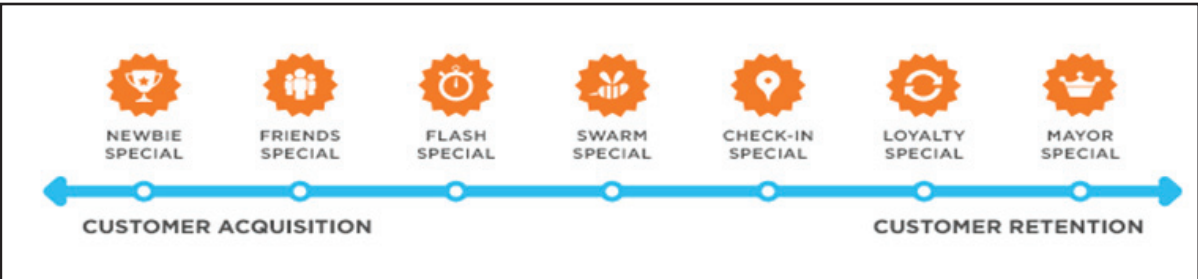 NEWBIE SPECIAL
FRIENDS SPECIAL
FLASH SPECIAL
SWARM SPECIAL
CHECK-IN SPECIAL
LOYALTY SPECIAL
MAYOR SPECIAL
CUSTOMER ACQUISITION
CUSTOMER RETENTION